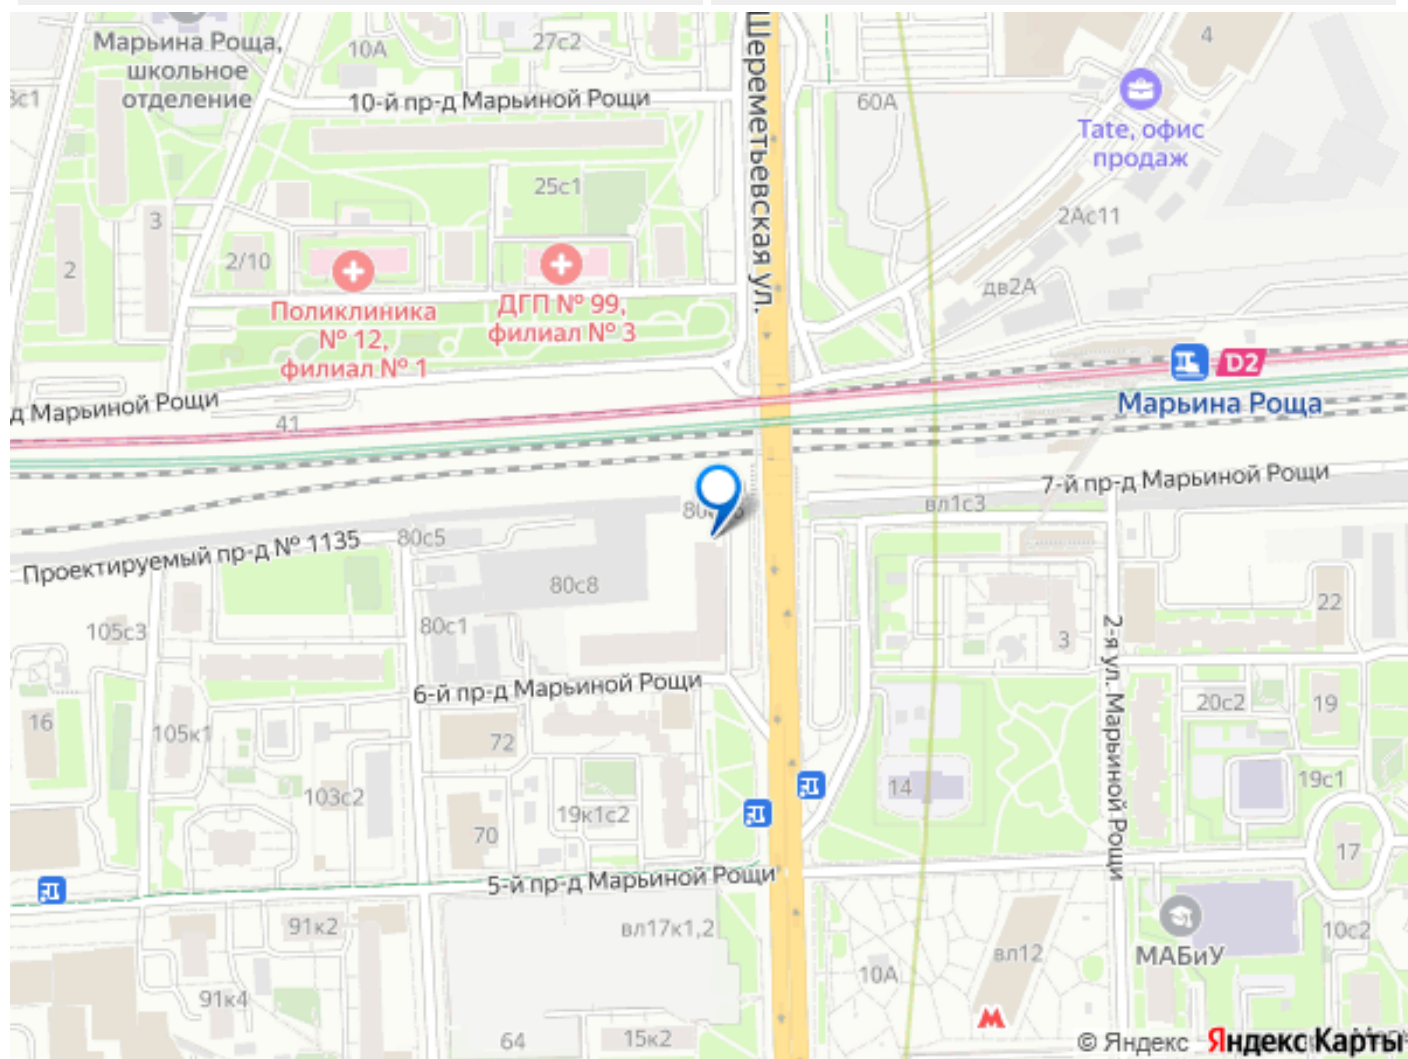 Марьина Роща,
школьное
отделение
10А
27с2
4
60А
10-й пр-д Марьиной Рощи
Шереметьевская ул.
Tate, офис
продаж
25с1
3
2
2/10
2Ас11
дв2А
Поликлиника
№ 12,
филиал № 1
ДГП № 99,
филиал № 3
D2
Марьина Роща
д Марьиной Рощи
41
7-й пр-д Марьиной Рощи
вл1с3
Проектируемый пр-д № 1135
80с5
80с8
80с1
105с3
3
22
2-я ул. Марьиной Рощи
6-й пр-д Марьиной Рощи
16
105к1
72
20с2
19
103с2
14
19с1
19к1с2
70
17
5-й пр-д Марьиной Рощи
91к2
вл17к1,2
вл12
МАБиУ
10с2
10А
91к4
64
15к2
© Яндекс Яндекс Карты